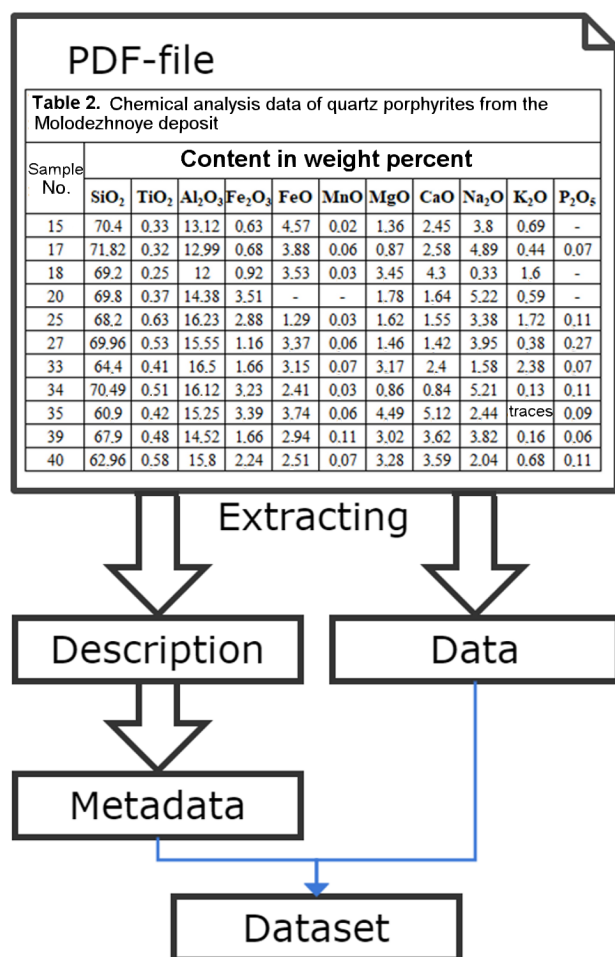 PDF-file
Table 2. Chemical analysis data of quartz porphyrites from the
Molodezhnoye deposit
Sample No. Content in weight percent
SiO₂ TiO₂ Al₂O₃ Fe₂O₃ FeO MnO MgO CaO Na₂O K₂O P₂O₅
15 70.4 0.33 13.12 0.63 4.57 0.02 1.36 2.45 3.8 0.69 -
17 71.82 0.32 12.99 0.68 3.88 0.06 0.87 2.58 4.89 0.44 0.07
18 69.2 0.25 12 0.92 3.53 0.03 3.45 4.3 0.33 1.6 -
20 69.8 0.37 14.38 3.51 - - 1.78 1.64 5.22 0.59 -
25 68.2 0.63 16.23 2.88 1.29 0.03 1.62 1.55 3.38 1.72 0.11
27 69.96 0.53 15.55 1.16 3.37 0.06 1.46 1.42 3.95 0.38 0.27
33 64.4 0.41 16.5 1.66 3.15 0.07 3.17 2.4 1.58 2.38 0.07
34 70.49 0.51 16.12 3.23 2.41 0.03 0.86 0.84 5.21 0.13 0.11
35 60.9 0.42 15.25 3.39 3.74 0.06 4.49 5.12 2.44 traces 0.09
39 67.9 0.48 14.52 1.66 2.94 0.11 3.02 3.62 3.82 0.16 0.06
40 62.96 0.58 15.8 2.24 2.51 0.07 3.28 3.59 2.04 0.68 0.11
Extracting
Description
Data
Metadata
Dataset